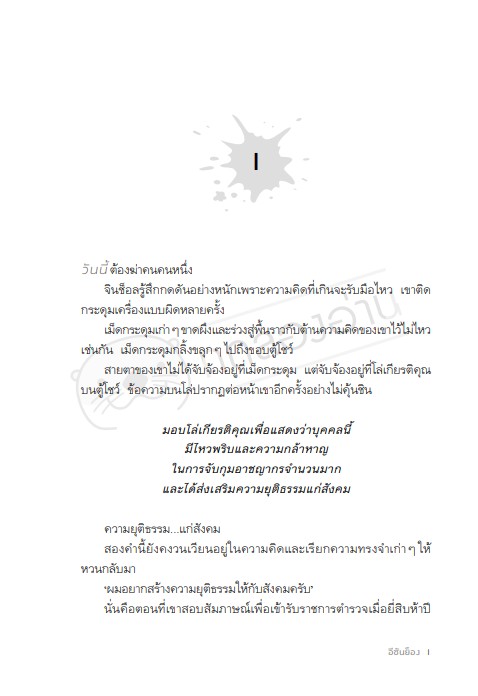 1
วันนี้ ต้องฆ่าคนคนหนึ่ง
จินซ็อลรู้สึกกดดันอย่างหนักเพราะความคิดที่เกินจะรับมือไหว เขาติด
กระดุมเครื่องแบบผิดหลายครั้ง
เม็ดกระดุมเก่าๆ ขาดผึงและร่วงสู่พื้นราวกับต้านความคิดของเขาไว้ไม่ไหว
เช่นกัน เม็ดกระดุมกลิ้งขลุกๆ ไปถึงขอบตู้โชว์
สายตาของเขาไม่ได้จับจ้องอยู่ที่เม็ดกระดุม แต่จับจ้องอยู่ที่โล่เกียรติคุณ
บนตู้โชว์ ข้อความบนโล่ปรากฏต่อหน้าเขาอีกครั้งอย่างไม่คุ้นชิน
มอบโล่เกียรติคุณเพื่อแสดงว่าบุคคลนี้
มีไหวพริบและความกล้าหาญ
ในการจับกุมอาชญากรจำนวนมาก
และได้ส่งเสริมความยุติธรรมแก่สังคม
ความยุติธรรม...แก่สังคม
สองคำนี้ยังคงวนเวียนอยู่ในความคิดและเรียกความทรงจำเก่าๆ ให้
หวนกลับมา
‘ผมอยากสร้างความยุติธรรมให้กับสังคมครับ’
นั่นคือตอนที่เขาสอบสัมภาษณ์เพื่อเข้ารับราชการตำรวจเมื่อยี่สิบห้าปี
อีซันย็อง 1